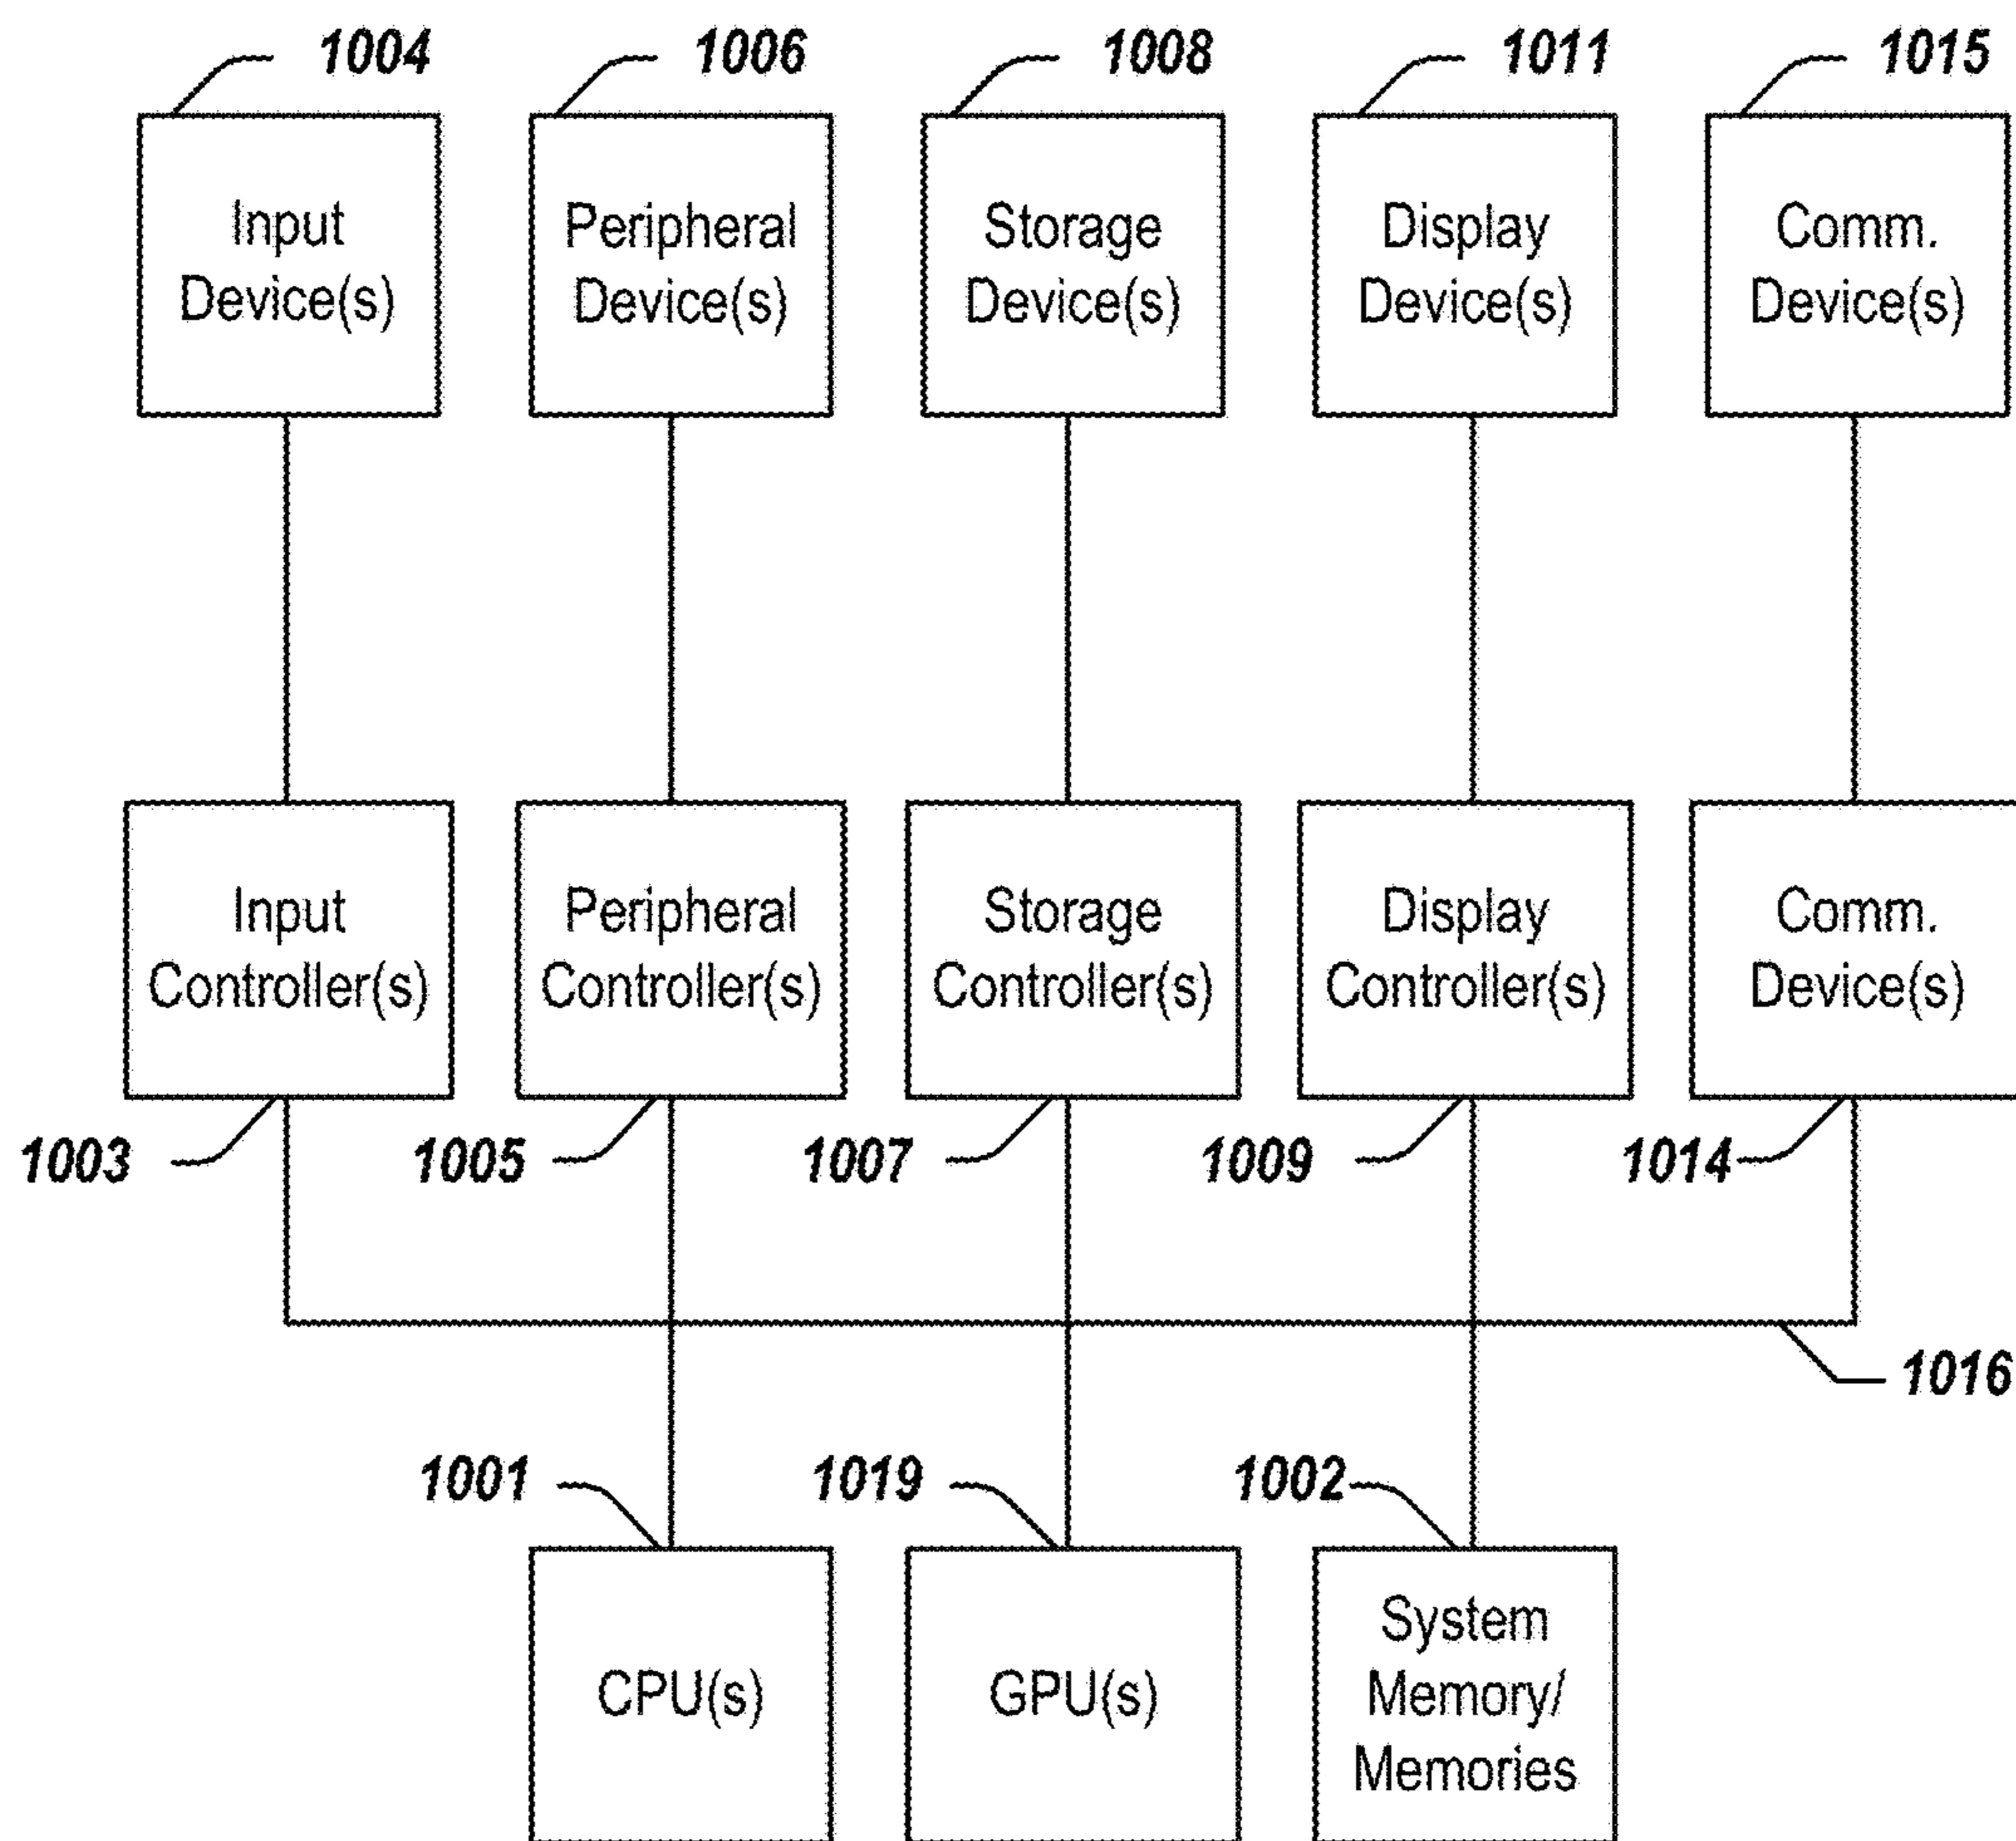 1004 1006 1008 1011 1015
Input Peripheral Storage Display Comm.
Device(s) Device(s) Device(s) Device(s) Device(s)
Input Peripheral Storage Display Comm.
Controller(s) Controller(s) Controller(s) Controller(s) Device(s)
1003 1005 1007 1009 1014
1016
1001 1019 1002
System
CPU(s) GPU(s) Memory/
Memories